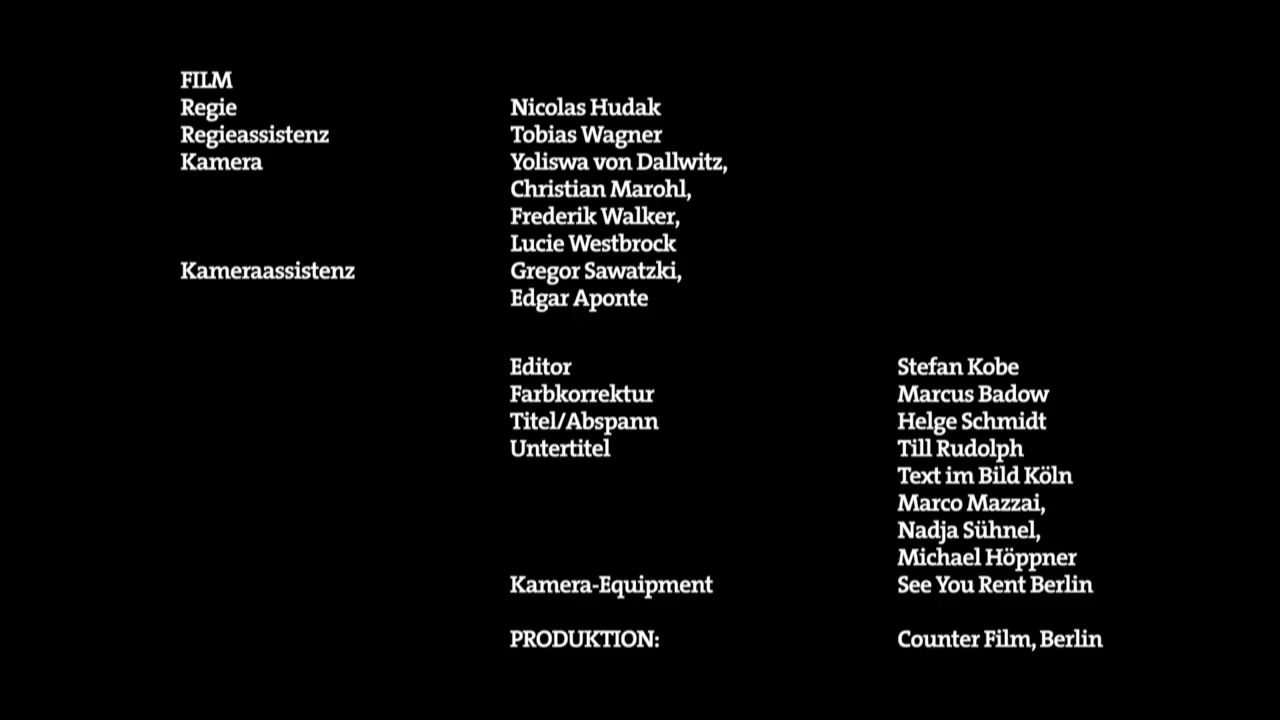 FILM
Regie Nicolas Hudak
Regieassistenz Tobias Wagner
Kamera Yoliswa von Dallwitz,
Christian Marohl,
Frederik Walker,
Lucie Westbrock
Kameraassistenz Gregor Sawatzki,
Edgar Aponte
Editor Stefan Kobe
Farbkorrektur Marcus Badow
Titel/Abspann Helge Schmidt
Untertitel Till Rudolph
Text im Bild Köln
Marco Mazzai,
Nadja Sühnel,
Michael Höppner
Kamera-Equipment See You Rent Berlin
PRODUKTION: Counter Film, Berlin